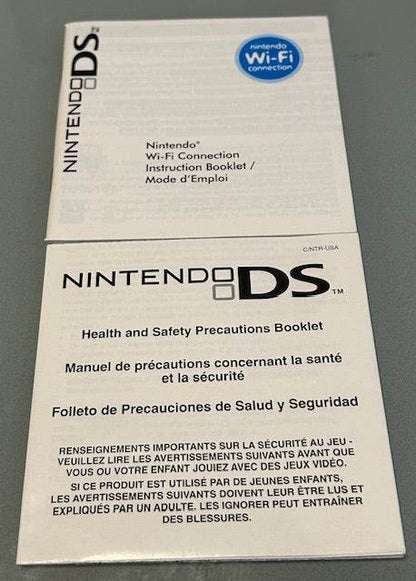 NINTENDO DS™
Nintendo
Wi-Fi
connection
Nintendo®
Wi-Fi Connection
Instruction Booklet /
Mode d'Emploi
C/NTR-USA
NINTENDO DS™
Health and Safety Precautions Booklet
Manuel de précautions concernant la santé
et la sécurité
Folleto de Precauciones de Salud y Seguridad
RENSEIGNEMENTS IMPORTANTS SUR LA SÉCURITÉ AU JEU -
VEUILLEZ LIRE LES AVERTISSEMENTS SUIVANTS AVANT QUE
VOUS OU VOTRE ENFANT JOUIEZ AVEC DES JEUX VIDÉO.
SI CE PRODUIT EST UTILISÉ PAR DE JEUNES ENFANTS,
LES AVERTISSEMENTS SUIVANTS DOIVENT LEUR ÊTRE LUS ET
EXPLIQUÉS PAR UN ADULTE. LES IGNORER PEUT ENTRAÎNER
DES BLESSURES.